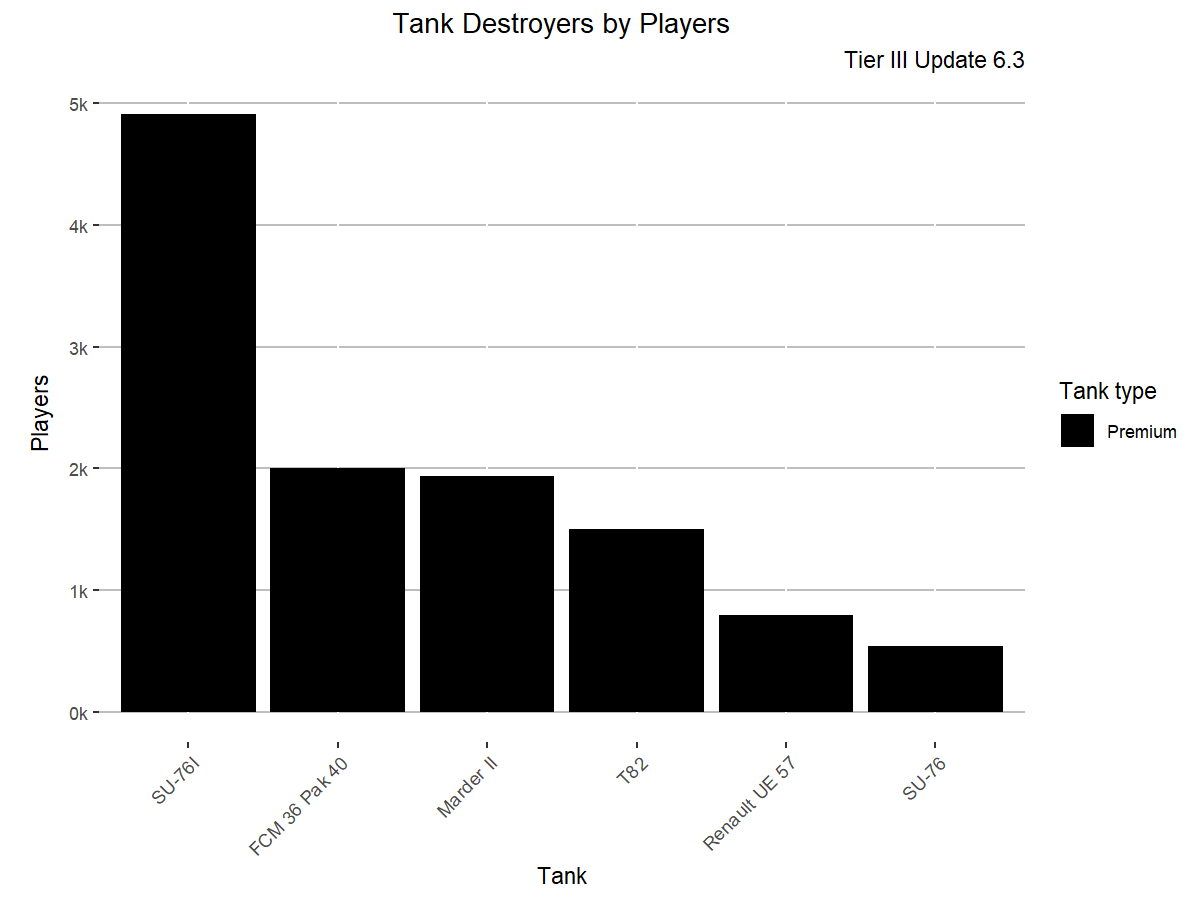 Tank Destroyers by Players
Tier III Update 6.3
5k
4k
3k
2k
1k
0k
Players
SU-76I
FCM 36 Pak 40
Marder II
T82
Renault UE 57
SU-76
Tank
Tank type
Premium